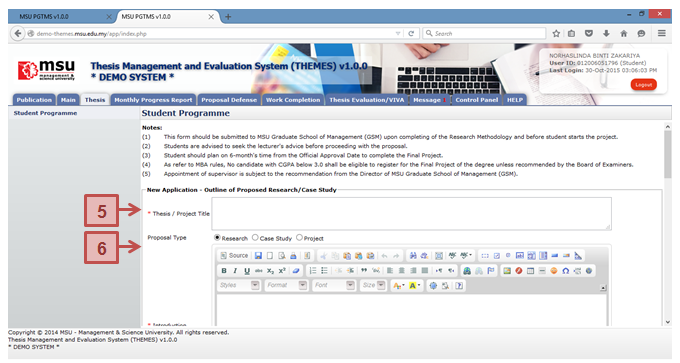 MSU PGTMS v1.0.0
MSU PGTMS v1.0.0
demo-themes.msu.edu.my/app/index.php
Search
msu
management & science university
Thesis Management and Evaluation System (THEMES) v1.0.0
* DEMO SYSTEM *
NORHASLINDA BINTI ZAKARIYA
User ID: 012006051796 (Student)
Last Login: 30-Oct-2015 03:06:03 PM
Logout
Publication Main Thesis Monthly Progress Report Proposal Defense Work Completion Thesis Evaluation/VIVA Message Control Panel HELP
Student Programme
Student Programme
Notes:
(1) This form should be submitted to MSU Graduate School of Management (GSM) upon completing of the Research Methodology and before student starts the project.
(2) Students are advised to seek the lecturer's advice before proceeding with the proposal.
(3) Student should plan on 6-month's time from the Official Approval Date to complete the Final Project.
(4) As refer to MBA rules, No candidate with CGPA below 3.0 shall be eligible to register for the Final Project of the degree unless recommended by the Board of Examiners.
(5) Appointment of supervisor is subject to the recommendation from the Director of MSU Graduate School of Management (GSM).
New Application - Outline of Proposed Research/Case Study
5
* Thesis / Project Title
6
Proposal Type Research Case Study Project
Source
B I U abc X₂ X²
Styles Format Font Size
* Introduction
Copyright © 2014 MSU - Management & Science University. All rights reserved.
Thesis Management and Evaluation System (THEMES) v1.0.0
* DEMO SYSTEM *